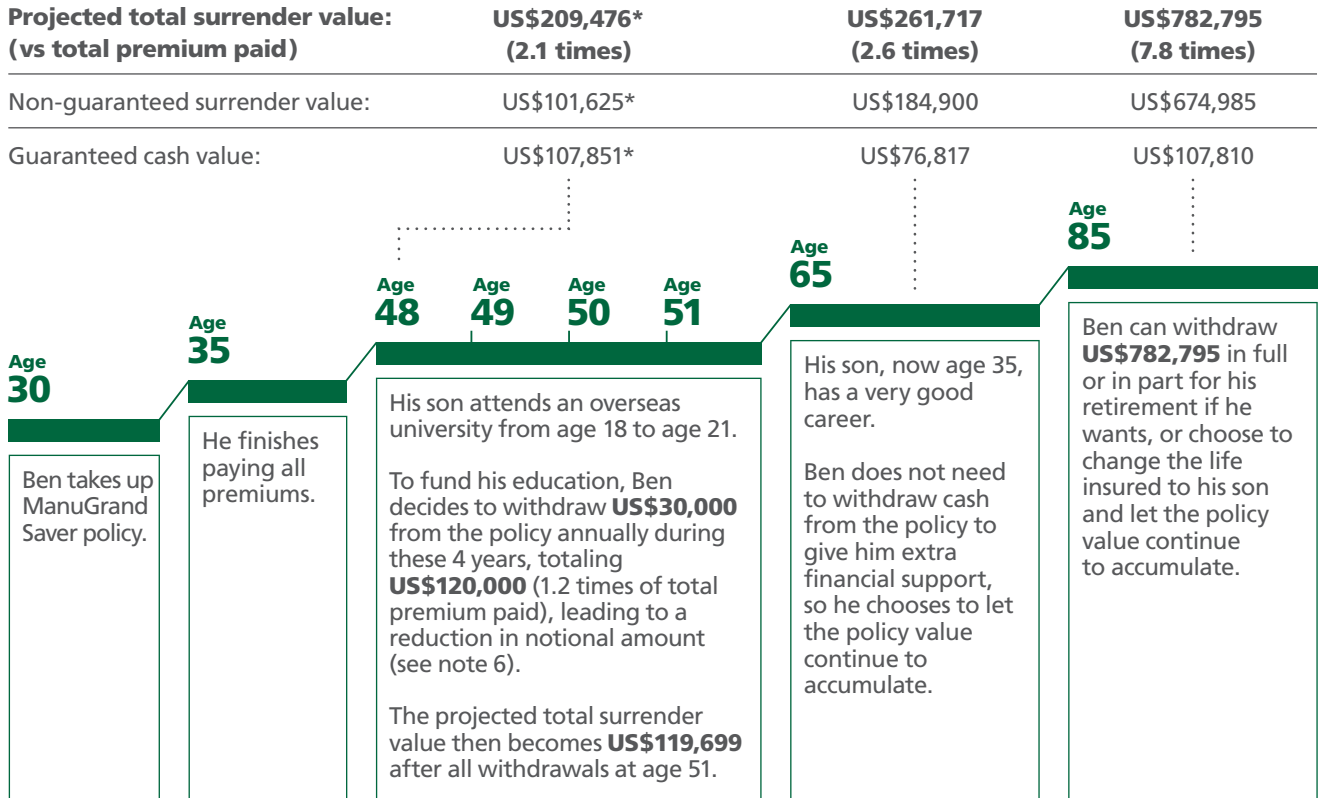 Projected total surrender value: US$209,476* US$261,717 US$782,795
(vs total premium paid) (2.1 times) (2.6 times) (7.8 times)
Non-guaranteed surrender value: US$101,625* US$184,900 US$674,985
Guaranteed cash value: US$107,851* US$76,817 US$107,810
Age
30
Ben takes up
ManuGrand
Saver policy.
Age
35
He finishes
paying all
premiums.
Age
48
Age
49
Age
50
Age
51
His son attends an overseas
university from age 18 to age 21.
To fund his education, Ben
decides to withdraw US$30,000
from the policy annually during
these 4 years, totaling
US$120,000 (1.2 times of total
premium paid), leading to a
reduction in notional amount
(see note 6).
The projected total surrender
value then becomes US$119,699
after all withdrawals at age 51.
Age
65
His son, now age 35,
has a very good
career.
Ben does not need
to withdraw cash
from the policy to
give him extra
financial support,
so he chooses to let
the policy value
continue to
accumulate.
Age
85
Ben can withdraw
US$782,795 in full
or in part for his
retirement if he
wants, or choose to
change the life
insured to his son
and let the policy
value continue
to accumulate.